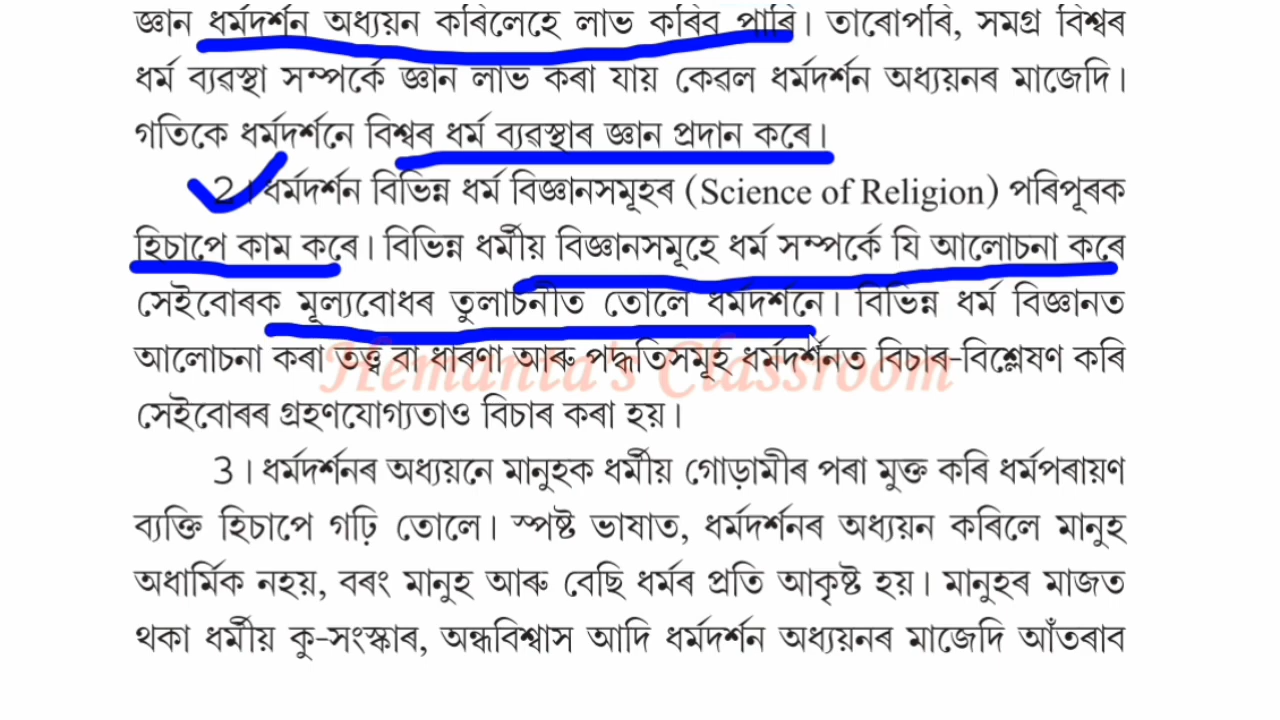 জ্ঞান ধৰ্মদৰ্শন অধ্যয়ন কৰিলেহে লাভ কৰিব পাৰি। তাৰোপৰি, সমগ্ৰ বিশ্বৰ
ধৰ্ম ব্যৱস্থা সম্পৰ্কে জ্ঞান লাভ কৰা যায় কেৱল ধৰ্মদৰ্শন অধ্যয়নৰ মাজেদি।
গতিকে ধৰ্মদৰ্শনে বিশ্বৰ ধৰ্ম ব্যৱস্থাৰ জ্ঞান প্ৰদান কৰে।
2। ধৰ্মদৰ্শন বিভিন্ন ধৰ্ম বিজ্ঞানসমূহৰ (Science of Religion) পৰিপূৰক
হিচাপে কাম কৰে। বিভিন্ন ধৰ্মীয় বিজ্ঞানসমূহে ধৰ্ম সম্পৰ্কে যি আলোচনা কৰে
সেইবোৰক মূল্যবোধৰ তুলাচনীত তোলে ধৰ্মদৰ্শনে। বিভিন্ন ধৰ্ম বিজ্ঞানত
আলোচনা কৰা তত্ত্ব বা ধাৰণা আৰু পদ্ধতিসমূহ ধৰ্মদৰ্শনত বিচাৰ-বিশ্লেষণ কৰি
Hemanta's Classroom
সেইবোৰৰ গ্ৰহণযোগ্যতাও বিচাৰ কৰা হয়।
3। ধৰ্মদৰ্শনৰ অধ্যয়নে মানুহক ধৰ্মীয় গোড়ামীৰ পৰা মুক্ত কৰি ধৰ্মপৰায়ণ
ব্যক্তি হিচাপে গঢ়ি তোলে। স্পষ্ট ভাষাত, ধৰ্মদৰ্শনৰ অধ্যয়ন কৰিলে মানুহ
অধাৰ্মিক নহয়, বৰং মানুহ আৰু বেছি ধৰ্মৰ প্ৰতি আকৃষ্ট হয়। মানুহৰ মাজত
থকা ধৰ্মীয় কু-সংস্কাৰ, অন্ধবিশ্বাস আদি ধৰ্মদৰ্শন অধ্যয়নৰ মাজেদি আঁতৰাব